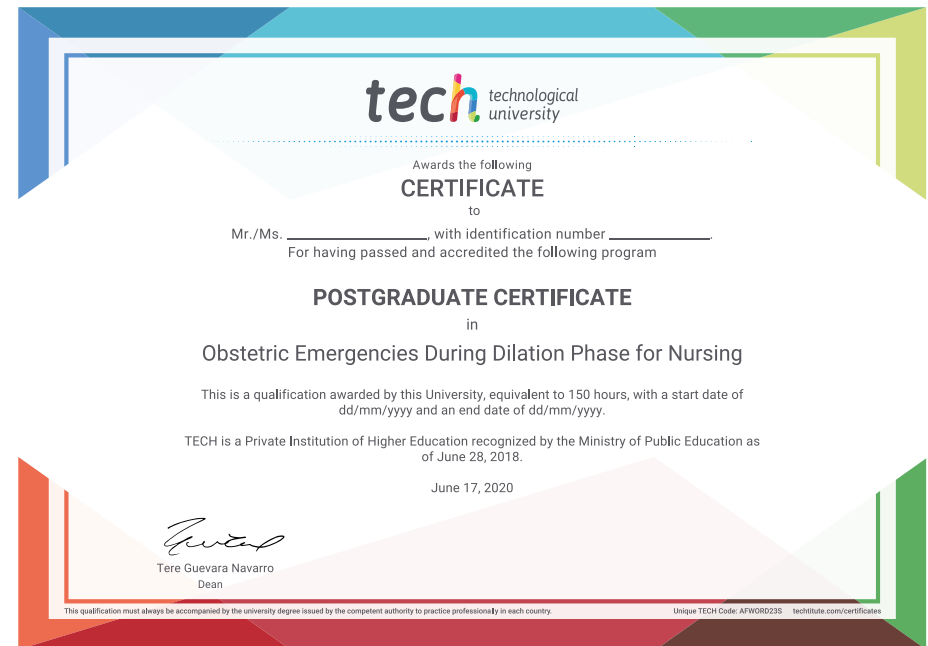 tech technological
university
Awards the following
CERTIFICATE
to
Mr./Ms. ____________________, with identification number ______________.
For having passed and accredited the following program
POSTGRADUATE CERTIFICATE
in
Obstetric Emergencies During Dilation Phase for Nursing
This is a qualification awarded by this University, equivalent to 150 hours, with a start date of
dd/mm/yyyy and an end date of dd/mm/yyyy.
TECH is a Private Institution of Higher Education recognized by the Ministry of Public Education as
of June 28, 2018.
June 17, 2020
Tere Guevara Navarro
Dean
This qualification must always be accompanied by the university degree issued by the competent authority to practice professionally in each country.
Unique TECH Code: AFWORD23S techtitute.com/certificates